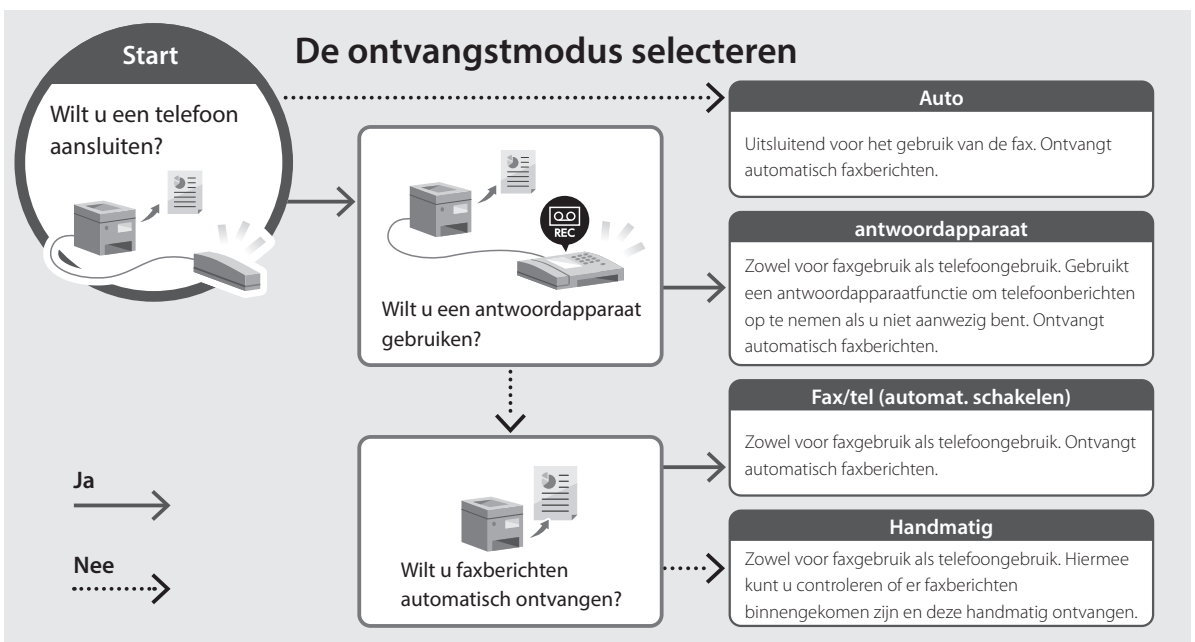 De ontvangstmodus selecteren
Start
Wilt u een telefoon
aansluiten?
REC
Wilt u een antwoordapparaat
gebruiken?
Wilt u faxberichten
automatisch ontvangen?
Auto
Uitsluitend voor het gebruik van de fax. Ontvangt
automatisch faxberichten.
antwoordapparaat
Zowel voor faxgebruik als telefoongebruik. Gebruikt
een antwoordapparaatfunctie om telefoonberichten
op te nemen als u niet aanwezig bent. Ontvangt
automatisch faxberichten.
Fax/tel (automat. schakelen)
Zowel voor faxgebruik als telefoongebruik. Ontvangt
automatisch faxberichten.
Handmatig
Zowel voor faxgebruik als telefoongebruik. Hiermee
kunt u controleren of er faxberichten
binnengekomen zijn en deze handmatig ontvangen.
Ja
Nee